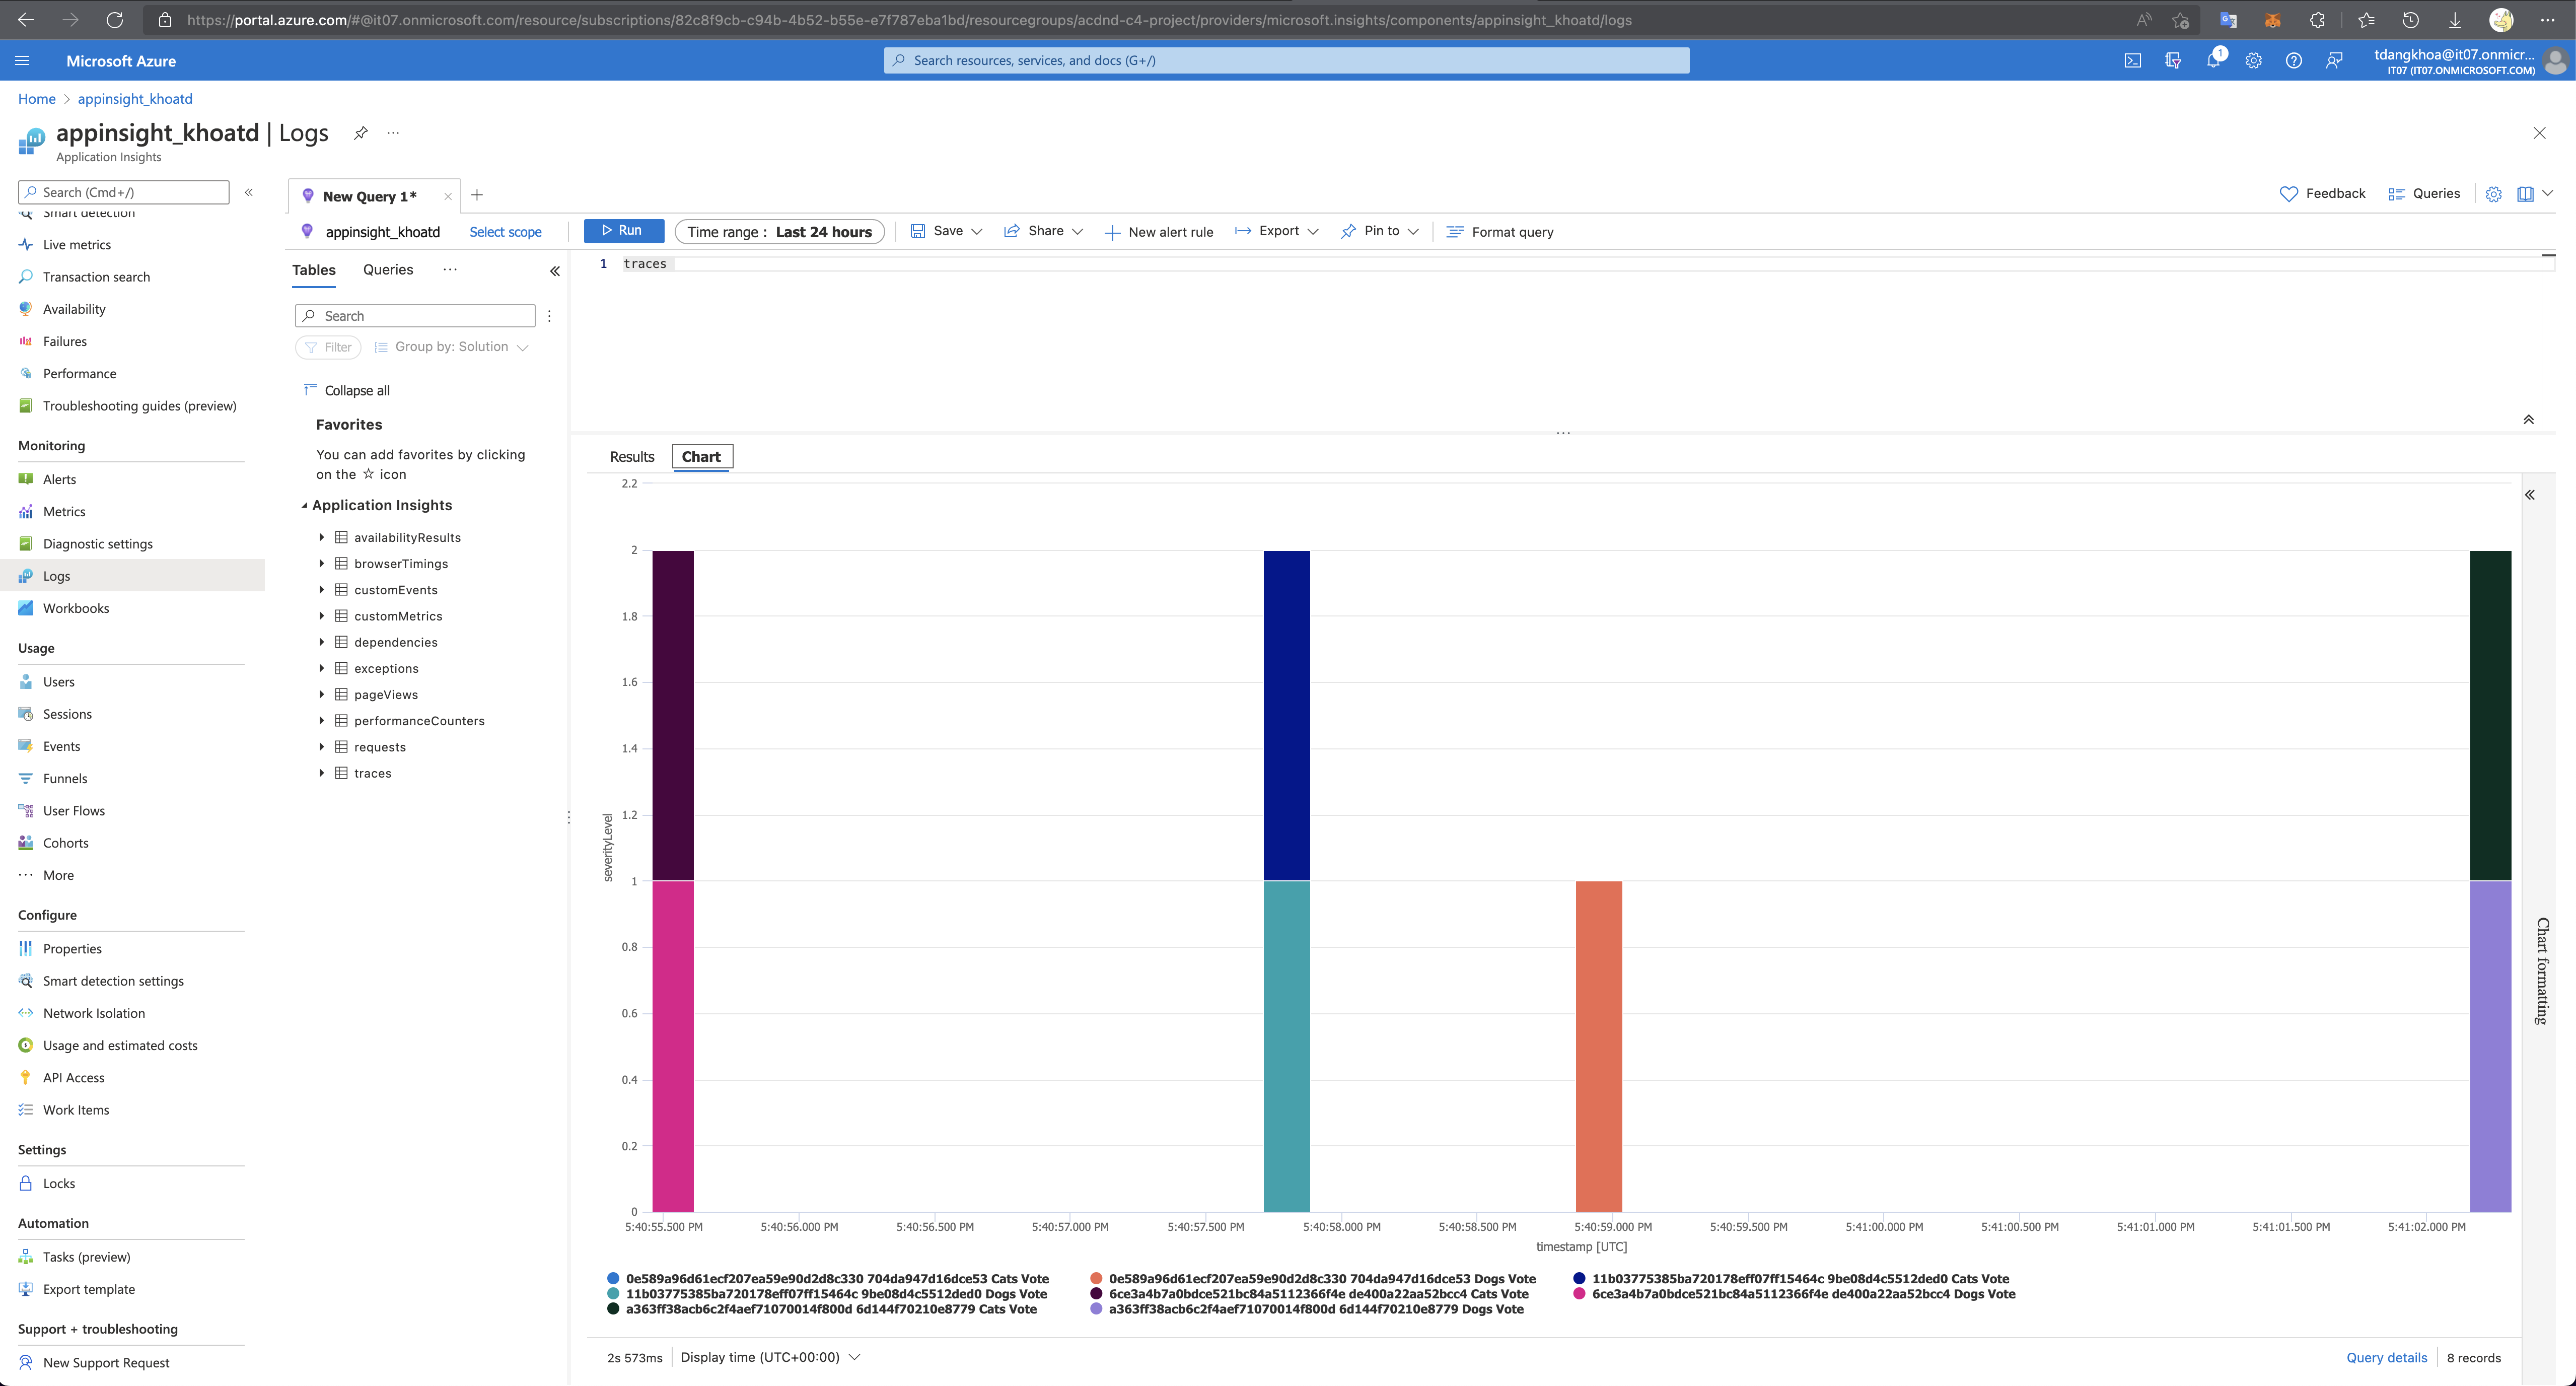 https://portal.azure.com/#@it07.onmicrosoft.com/resource/subscriptions/82c8f9cb-c94b-4b52-b55e-e7f787eba1bd/resourcegroups/acdnd-c4-project/providers/microsoft.insights/components/appinsight_khoatd/logs
Microsoft Azure
Search resources, services, and docs (G+/)
1
tdangkhoa@it07.onmicr...
IT07 (IT07.ONMICROSOFT.COM)
Home > appinsight_khoatd
appinsight_khoatd | Logs
Application Insights
Search (Cmd+/)
Smart detection
Live metrics
Transaction search
Availability
Failures
Performance
Troubleshooting guides (preview)
Monitoring
Alerts
Metrics
Diagnostic settings
Logs
Workbooks
Usage
Users
Sessions
Events
Funnels
User Flows
Cohorts
More
Configure
Properties
Smart detection settings
Network Isolation
Usage and estimated costs
API Access
Work Items
Settings
Locks
Automation
Tasks (preview)
Export template
Support + troubleshooting
New Support Request
New Query 1*
Feedback
Queries
appinsight_khoatd
Select scope
Run
Time range : Last 24 hours
Save
Share
New alert rule
Export
Pin to
Format query
Tables
Queries
Search
Filter
Group by: Solution
Collapse all
Favorites
You can add favorites by clicking
on the ☆ icon
Application Insights
availabilityResults
browserTimings
customEvents
customMetrics
dependencies
exceptions
pageViews
performanceCounters
requests
traces
1 traces
Results
Chart
2.2
2
1.8
1.6
1.4
1.2
1
0.8
0.6
0.4
0.2
0
severityLevel
5:40:55.500 PM 5:40:56.000 PM 5:40:56.500 PM 5:40:57.000 PM 5:40:57.500 PM 5:40:58.000 PM 5:40:58.500 PM 5:40:59.000 PM 5:40:59.500 PM 5:41:00.000 PM 5:41:00.500 PM 5:41:01.000 PM 5:41:01.500 PM 5:41:02.000 PM
timestamp [UTC]
0e589a96d61ecf207ea59e90d2d8c330 704da947d16dce53 Cats Vote
0e589a96d61ecf207ea59e90d2d8c330 704da947d16dce53 Dogs Vote
11b03775385ba720178eff07ff15464c 9be08d4c5512ded0 Cats Vote
11b03775385ba720178eff07ff15464c 9be08d4c5512ded0 Dogs Vote
6ce3a4b7a0bdce521bc84a5112366f4e de400a22aa52bcc4 Cats Vote
6ce3a4b7a0bdce521bc84a5112366f4e de400a22aa52bcc4 Dogs Vote
a363ff38acb6c2f4aef71070014f800d 6d144f70210e8779 Cats Vote
a363ff38acb6c2f4aef71070014f800d 6d144f70210e8779 Dogs Vote
Chart formatting
2s 573ms
Display time (UTC+00:00)
Query details
8 records